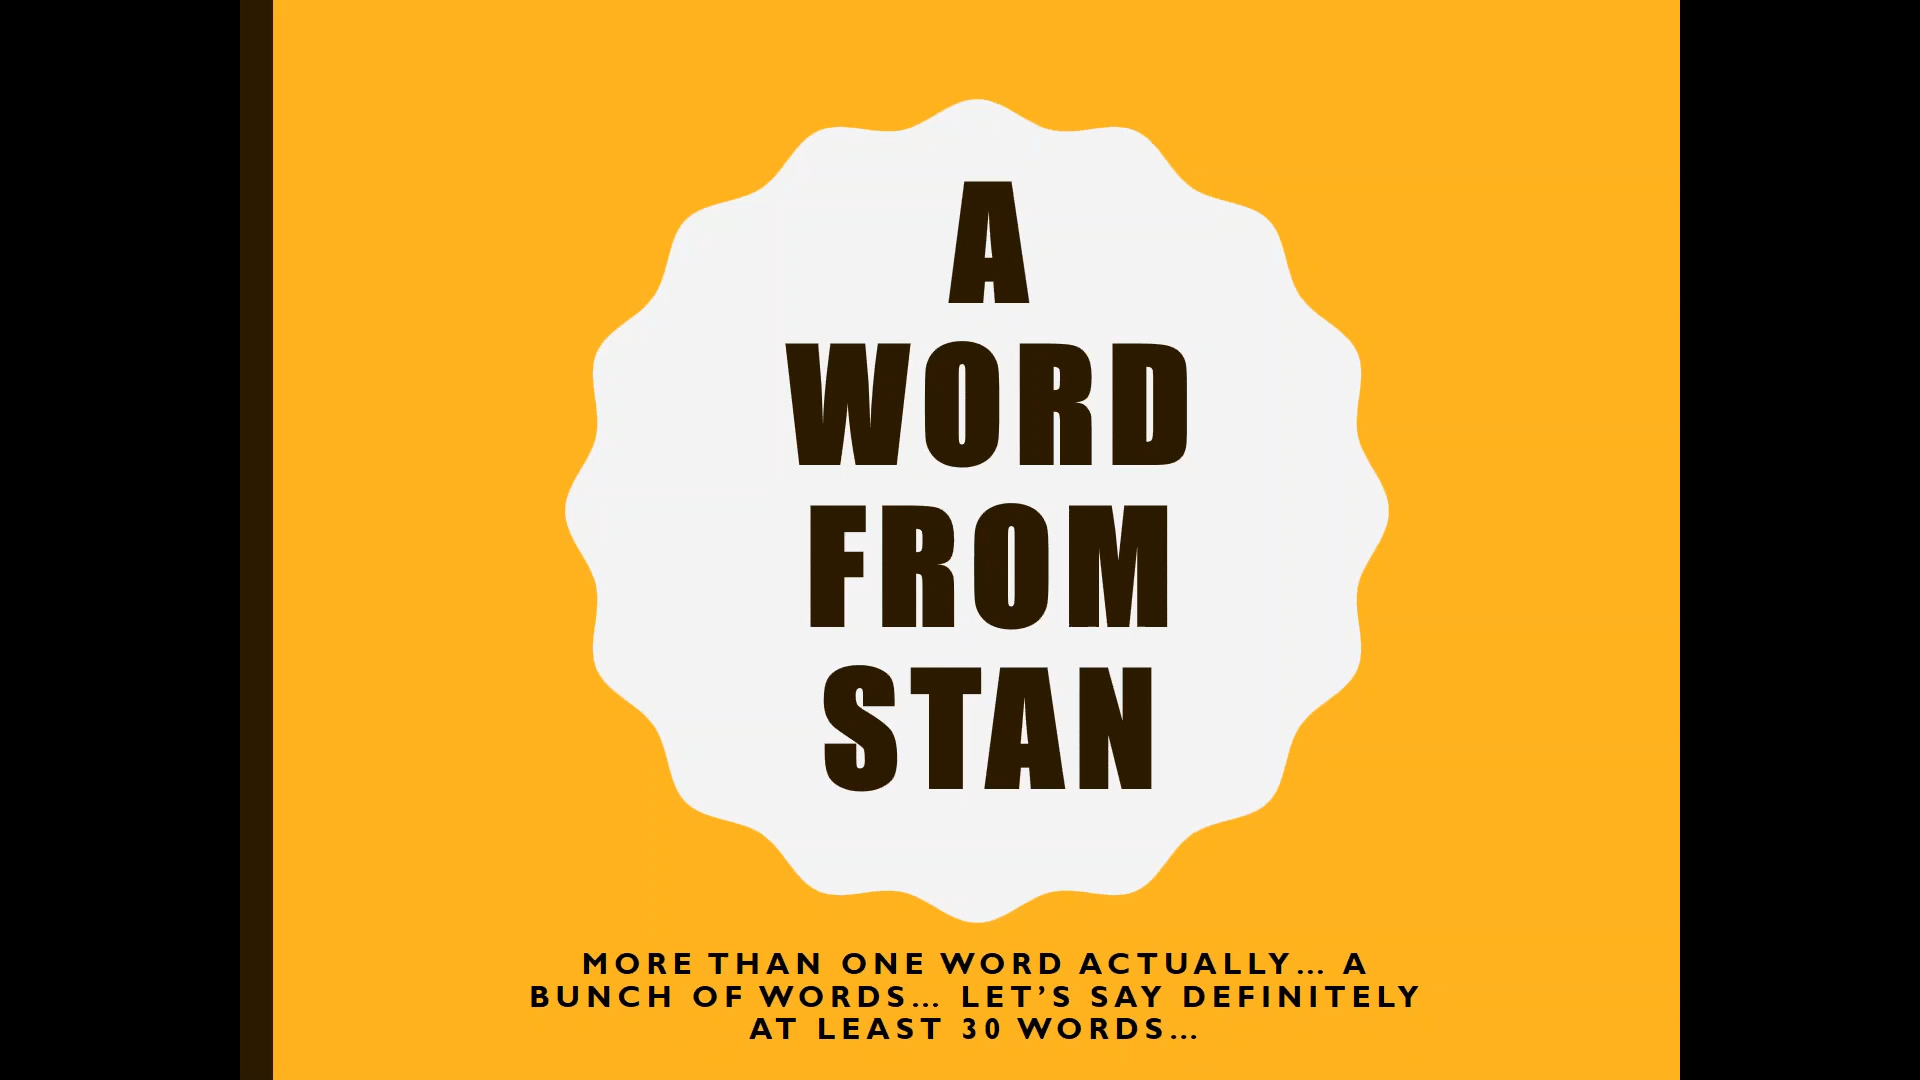 A
WORD
FROM
STAN
MORE THAN ONE WORD ACTUALLY... A
BUNCH OF WORDS... LET’S SAY DEFINITELY
AT LEAST 30 WORDS...